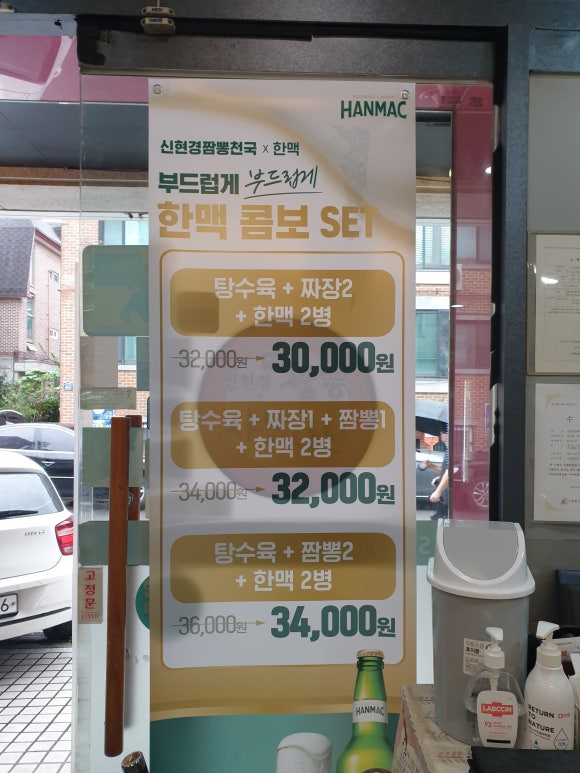 HANMAC
신현경짬뽕천국 x 한맥
부드럽게 부드럽게
한맥 콤보 SET
탕수육 + 짜장2
+ 한맥 2병
32,000원 → 30,000원
탕수육 + 짜장1 + 짬뽕1
+ 한맥 2병
34,000원 → 32,000원
탕수육 + 짬뽕2
+ 한맥 2병
36,000원 → 34,000원
고정문
FIXED
HANMAC
LABCCiN
V3
RETURN
TO
NATURE